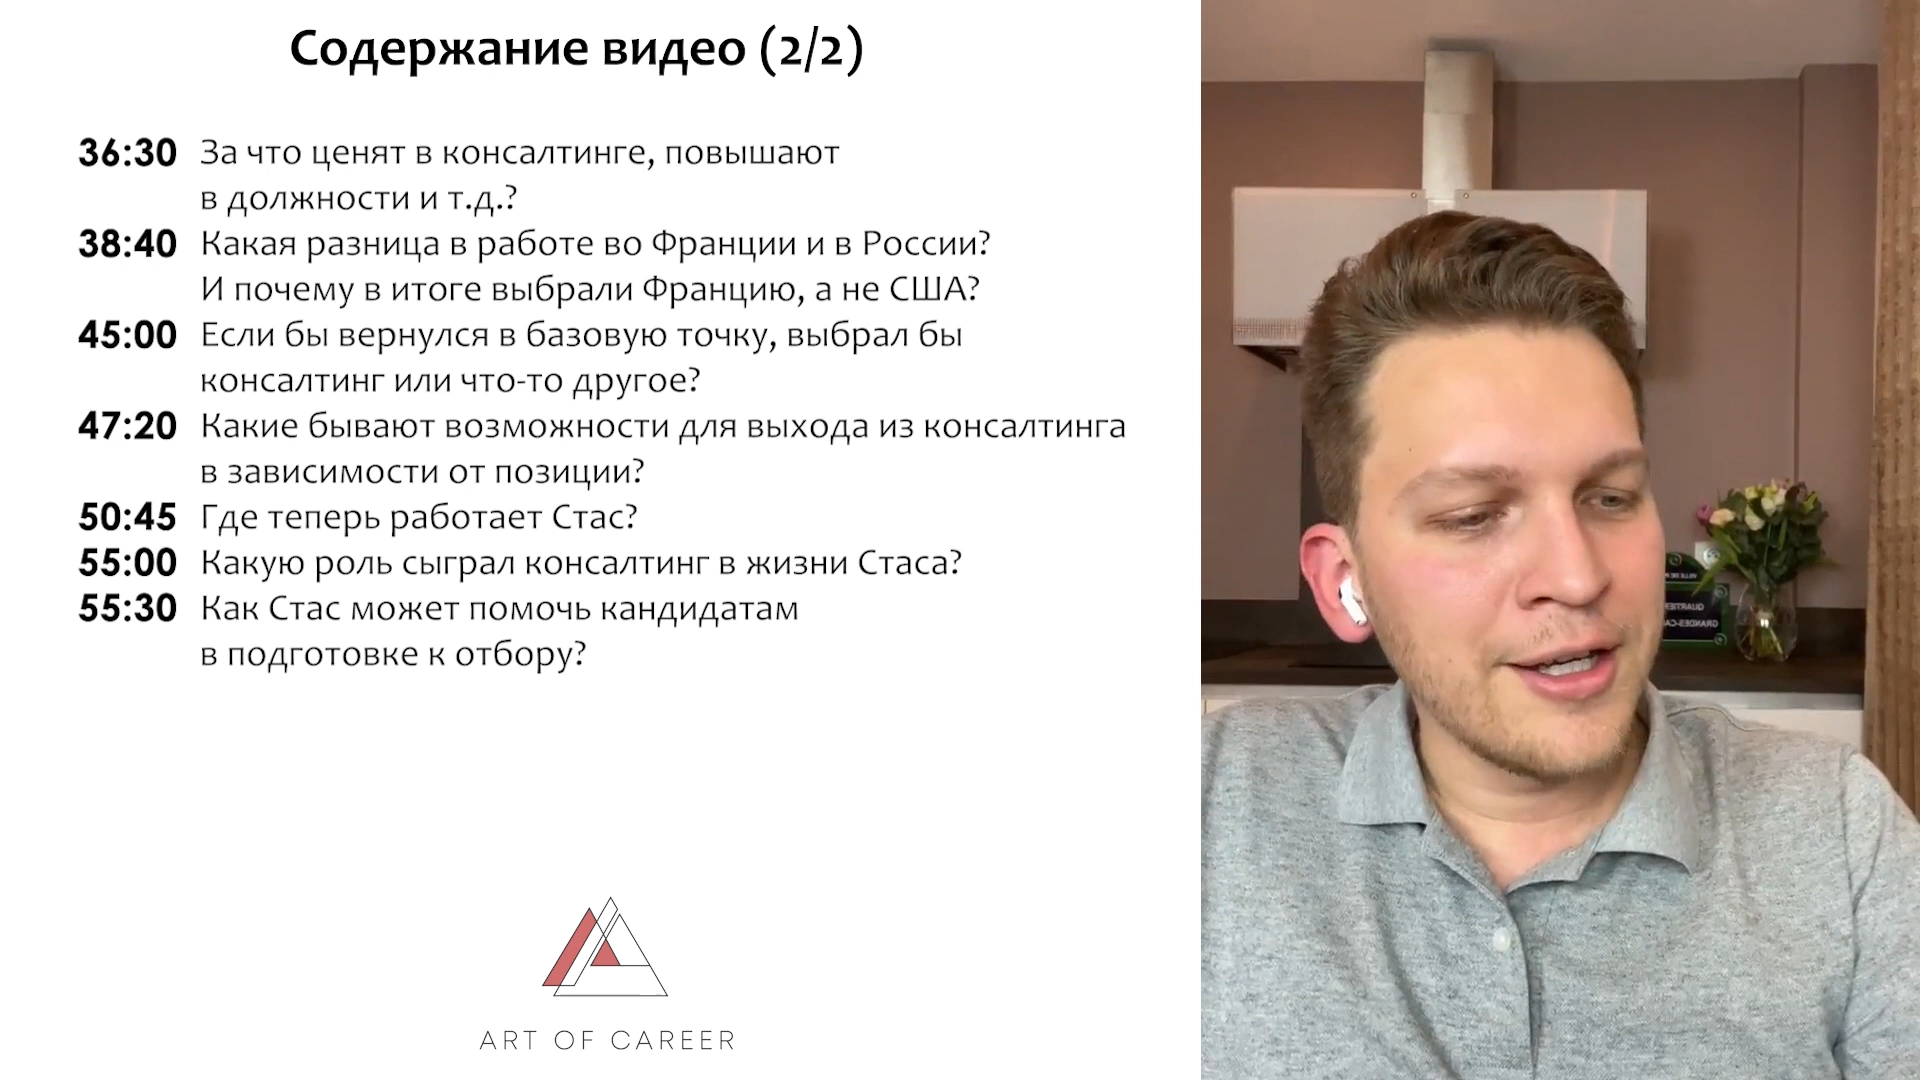 Содержание видео (2/2)
36:30 За что ценят в консалтинге, повышают
в должности и т.д.?
38:40 Какая разница в работе во Франции и в России?
И почему в итоге выбрали Францию, а не США?
45:00 Если бы вернулся в базовую точку, выбрал бы
консалтинг или что-то другое?
47:20 Какие бывают возможности для выхода из консалтинга
в зависимости от позиции?
50:45 Где теперь работает Стас?
55:00 Какую роль сыграл консалтинг в жизни Стаса?
55:30 Как Стас может помочь кандидатам
в подготовке к отбору?
ART OF CAREER
QUARTIER